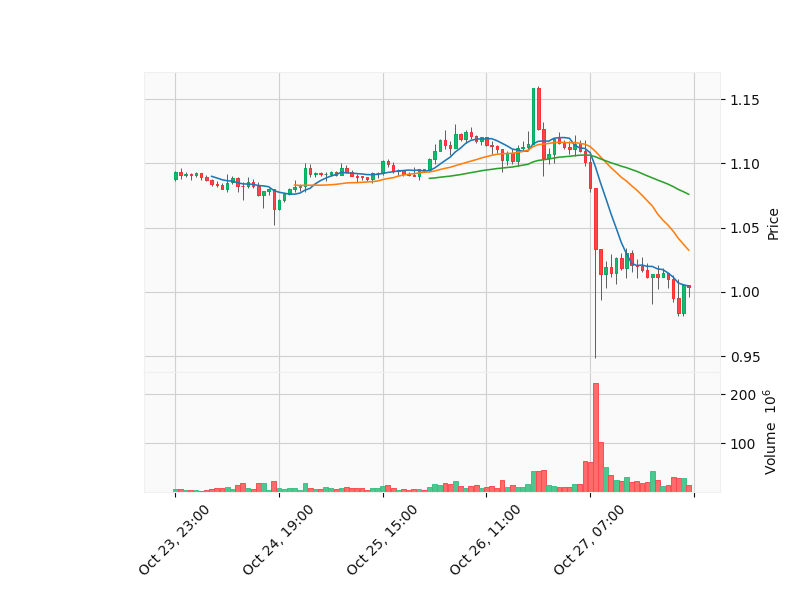 1.15
1.10
1.05
1.00
0.95
Price
200
100
Volume 10^6
Oct 23, 23:00
Oct 24, 19:00
Oct 25, 15:00
Oct 26, 11:00
Oct 27, 07:00